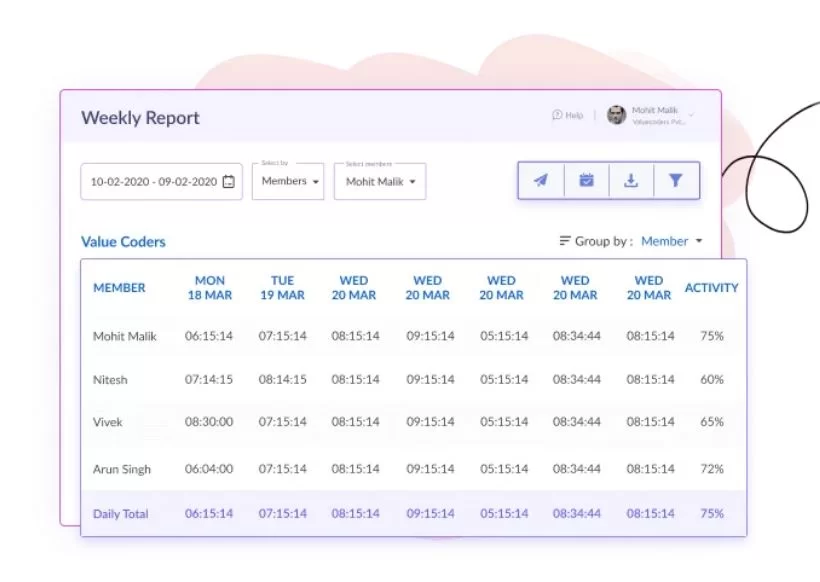 Weekly Report
Help
Mohit Malik
Valuecoders Pvt...
Select by
Select members
10-02-2020 - 09-02-2020
Members
Mohit Malik
Value Coders
Group by : Member
MEMBER MON 18 MAR TUE 19 MAR WED 20 MAR WED 20 MAR WED 20 MAR WED 20 MAR WED 20 MAR ACTIVITY
Mohit Malik 06:15:14 07:15:14 08:15:14 09:15:14 05:15:14 08:34:44 08:15:14 75%
Nitesh 07:14:15 08:14:15 08:15:14 09:15:14 05:15:14 08:34:44 08:15:14 60%
Vivek 08:30:00 07:15:14 08:15:14 09:15:14 05:15:14 08:34:44 08:15:14 65%
Arun Singh 06:04:00 07:15:14 08:15:14 09:15:14 05:15:14 08:34:44 08:15:14 72%
Daily Total 06:15:14 07:15:14 08:15:14 09:15:14 05:15:14 08:34:44 08:15:14 75%